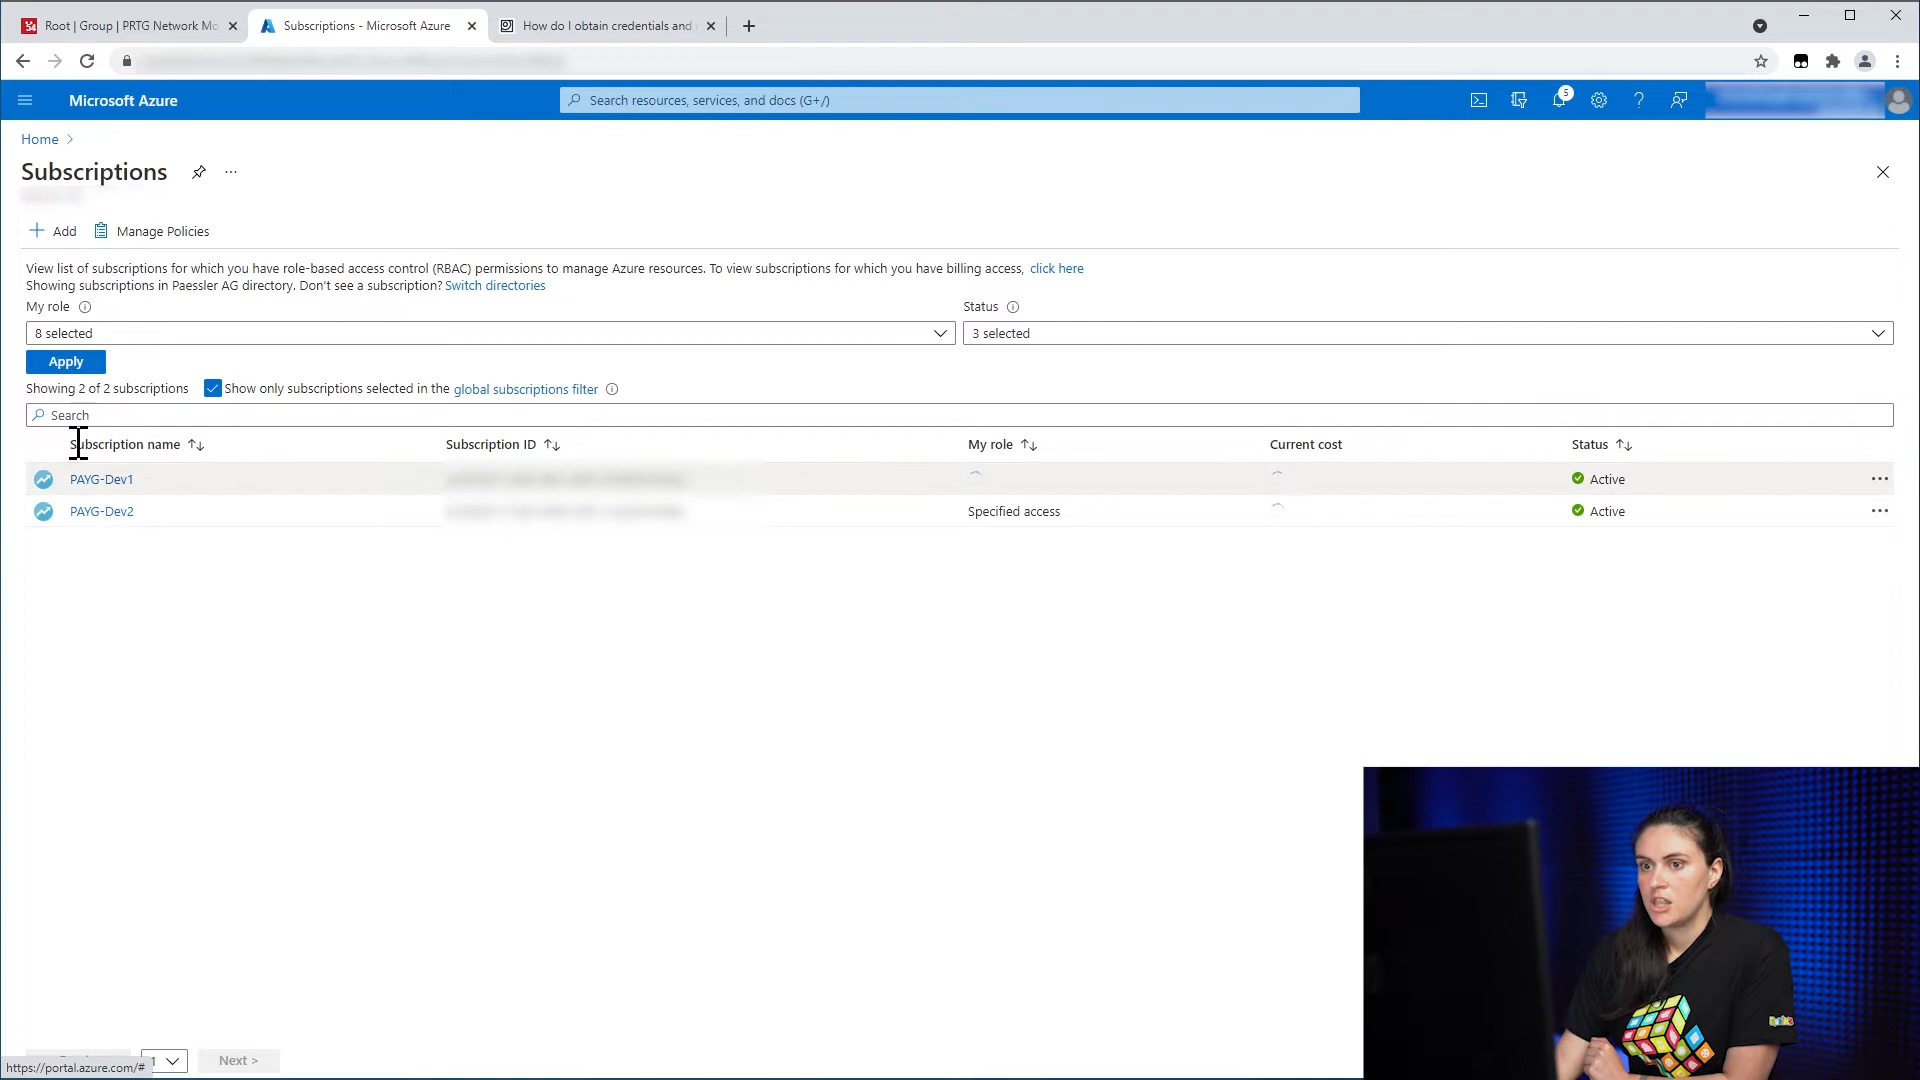 Root | Group | PRTG Network Mo
Subscriptions - Microsoft Azure
How do I obtain credentials and
Microsoft Azure
Search resources, services, and docs (G+/)
5
Home
Subscriptions
Add
Manage Policies
View list of subscriptions for which you have role-based access control (RBAC) permissions to manage Azure resources. To view subscriptions for which you have billing access, click here
Showing subscriptions in Paessler AG directory. Don't see a subscription? Switch directories
My role
Status
8 selected
3 selected
Apply
Showing 2 of 2 subscriptions
Show only subscriptions selected in the global subscriptions filter
Search
Subscription name
Subscription ID
My role
Current cost
Status
PAYG-Dev1
Active
PAYG-Dev2
Specified access
Active
1
Next >
https://portal.azure.com/#